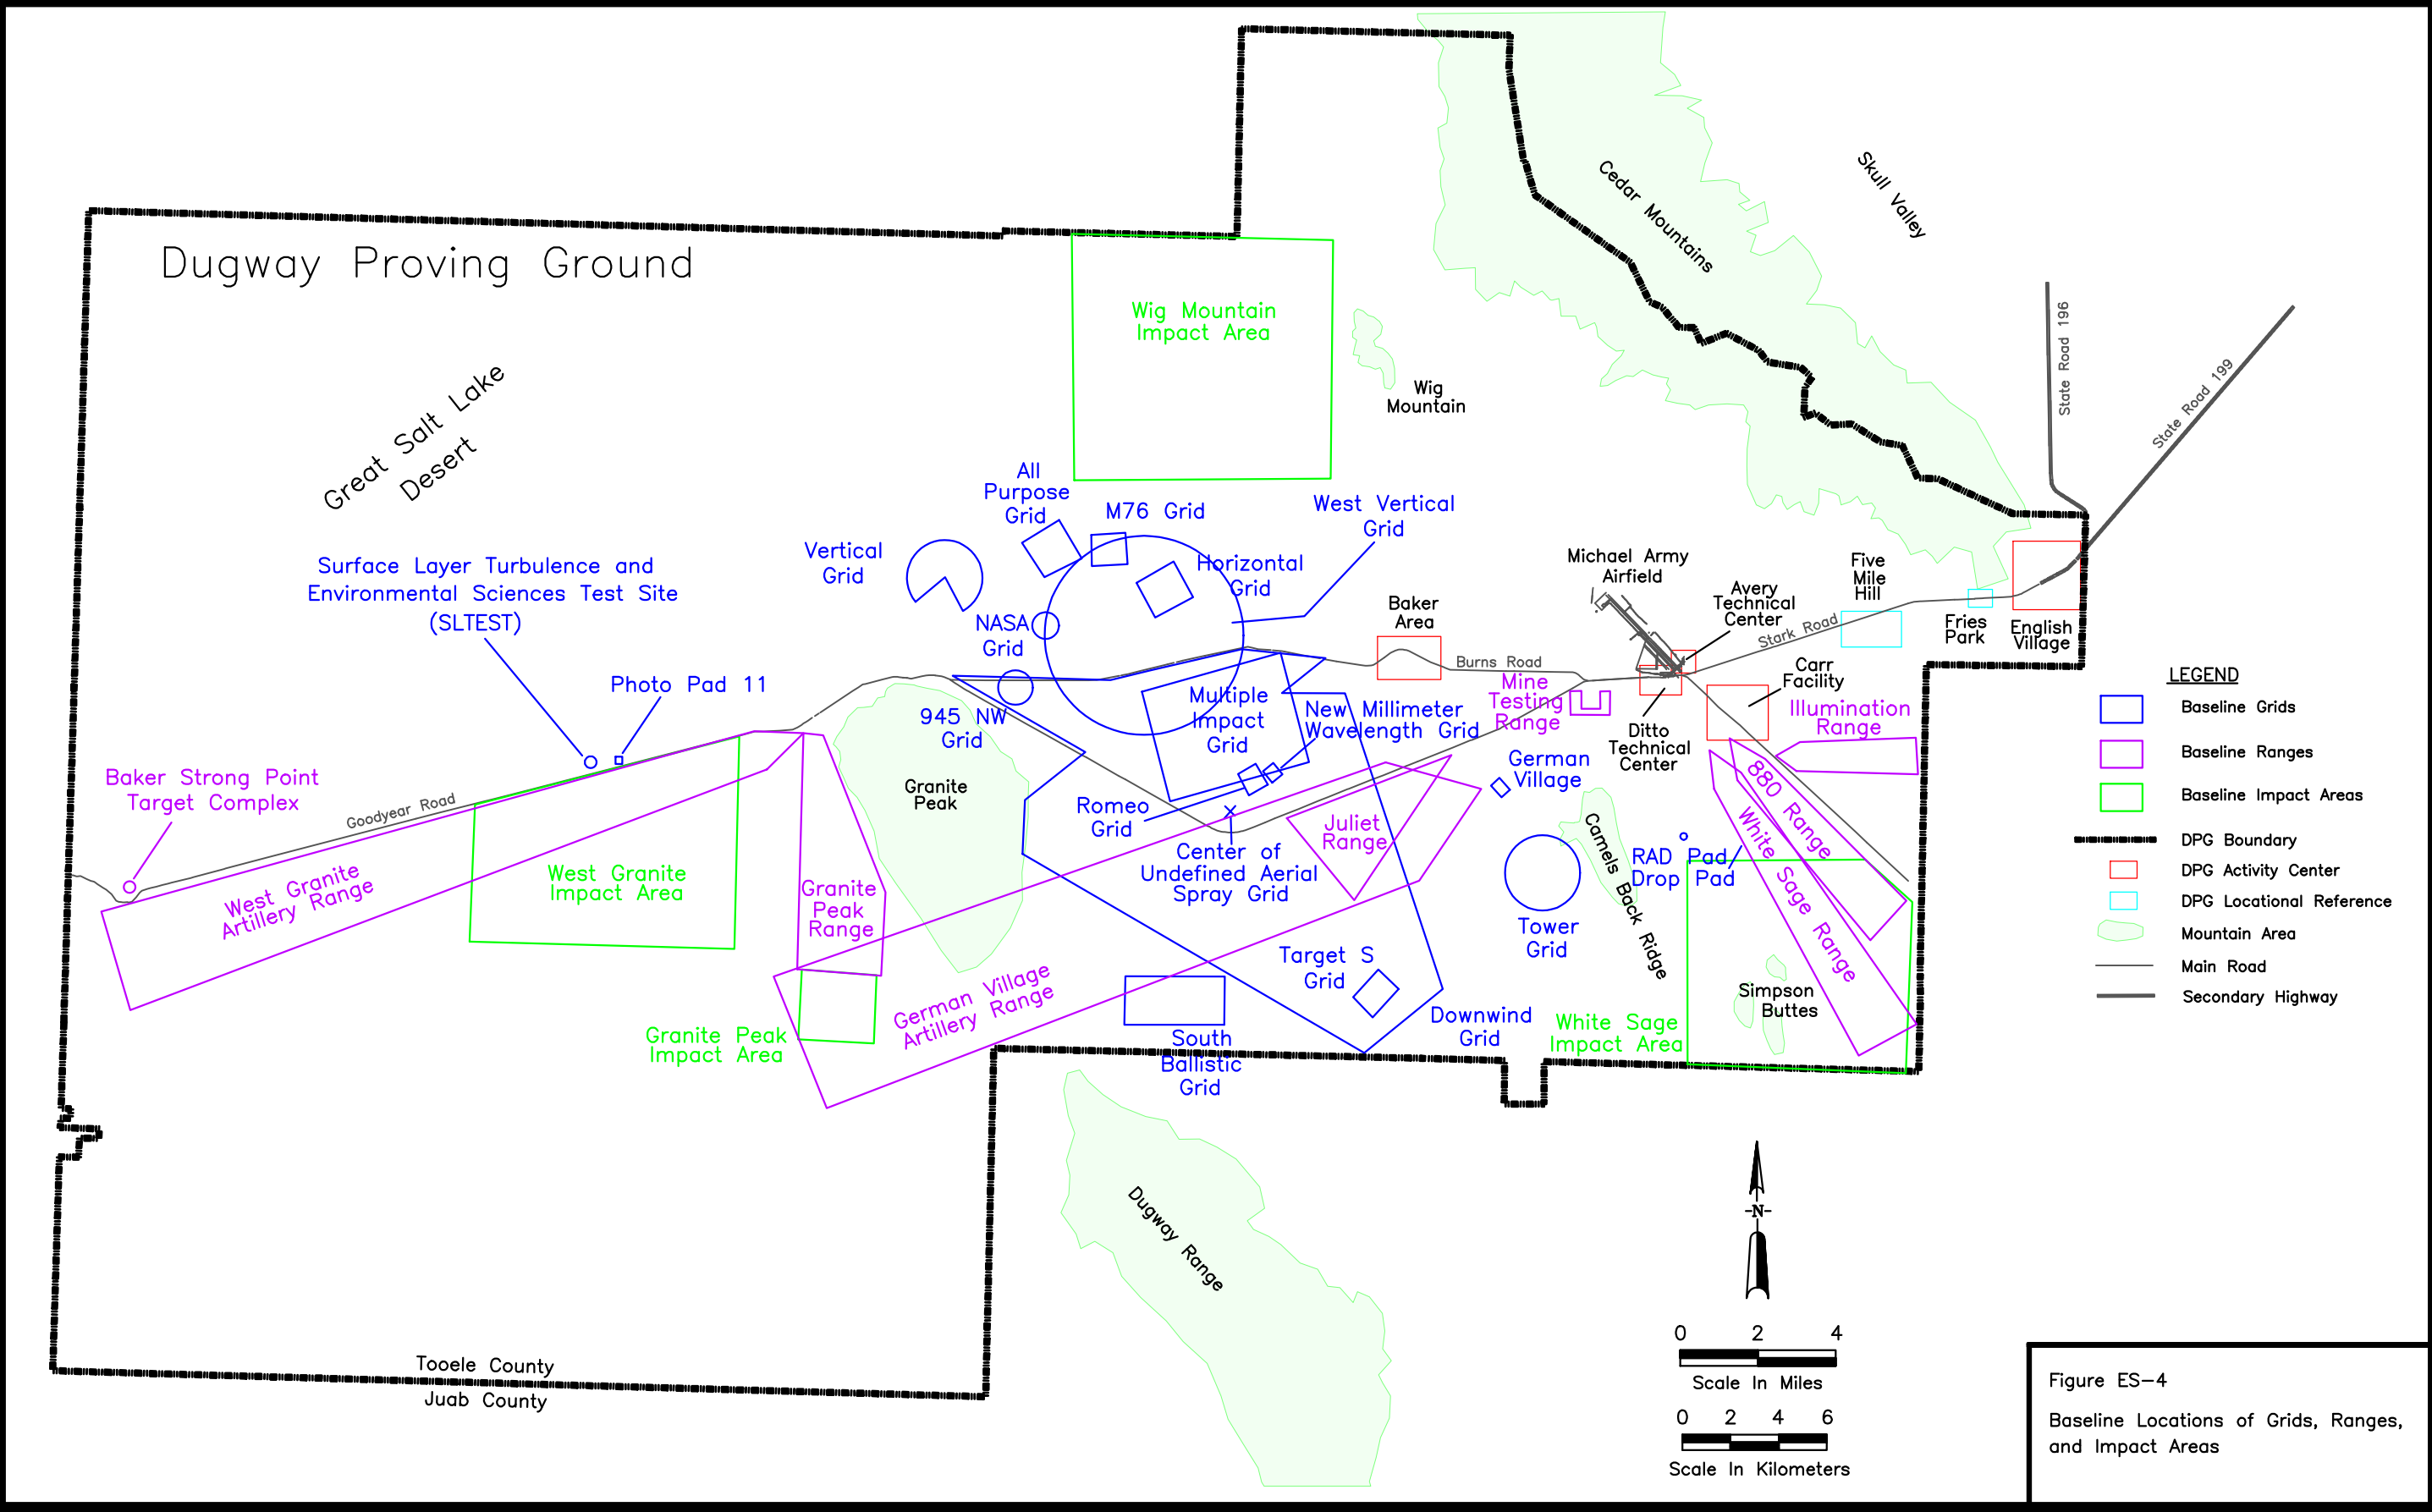 Dugway Proving Ground
Great Salt Lake
Desert
Cedar Mountains
Skull Valley
Wig Mountain
Impact Area
Wig
Mountain
State Road 196
State Road 199
All
Purpose
Grid
M76 Grid
West Vertical
Grid
Vertical
Grid
Horizontal
Grid
NASA
Grid
Surface Layer Turbulence and
Environmental Sciences Test Site
(SLTEST)
Photo Pad 11
945 NW
Grid
Michael Army
Airfield
Avery
Technical
Center
Five
Mile
Hill
Baker
Area
Burns Road
Stark Road
Fries
Park
English
Village
Carr
Facility
Mine
Testing
Range
Ditto
Technical
Center
Illumination
Range
Multiple
Impact
Grid
New Millimeter
Wavelength Grid
German
Village
Granite
Peak
Romeo
Grid
Juliet
Range
Center of
Undefined Aerial
Spray Grid
Camels Back Ridge
RAD Pad
Drop Pad
880 Range
White Sage Range
Baker Strong Point
Target Complex
Goodyear Road
West Granite
Artillery Range
West Granite
Impact Area
Granite
Peak
Range
Tower
Grid
Target S
Grid
German Village
Artillery Range
Granite Peak
Impact Area
South
Ballistic
Grid
Downwind
Grid
White Sage
Impact Area
Simpson
Buttes
Dugway Range
Tooele County
Juab County
LEGEND
Baseline Grids
Baseline Ranges
Baseline Impact Areas
DPG Boundary
DPG Activity Center
DPG Locational Reference
Mountain Area
Main Road
Secondary Highway
-N-
0 2 4
Scale In Miles
0 2 4 6
Scale In Kilometers
Figure ES-4
Baseline Locations of Grids, Ranges,
and Impact Areas